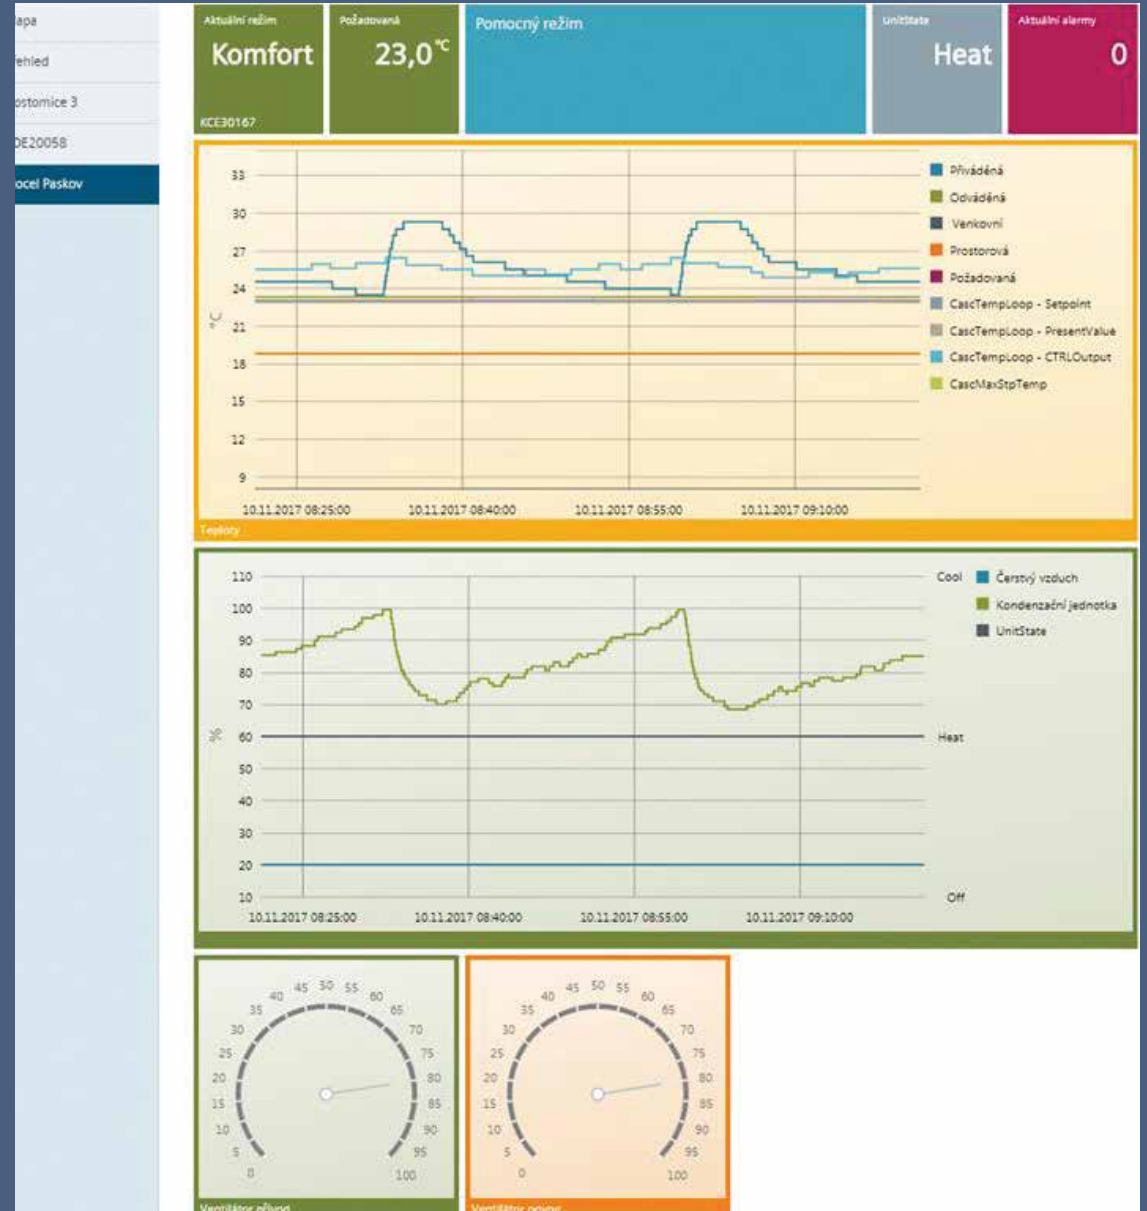 apa
Aktuální režim
Komfort
KCE30167
Požadovaná
23,0 °C
Pomocný režim
UnitState
Heat
Aktuální alarmy
0
ehled
ostomice 3
DE20058
ocel Paskov
33
30
27
24
21
18
15
12
9
°C
10.11.2017 08:25:00
10.11.2017 08:40:00
10.11.2017 08:55:00
10.11.2017 09:10:00
Přiváděná
Odváděná
Venkovní
Prostorová
Požadovaná
CascTempLoop - Setpoint
CascTempLoop - PresentValue
CascTempLoop - CTRLOutput
CascMaxStpTemp
Teploty
110
100
90
80
70
60
50
40
30
20
10
%
Cool
Heat
Off
10.11.2017 08:25:00
10.11.2017 08:40:00
10.11.2017 08:55:00
10.11.2017 09:10:00
Čerstvý vzduch
Kondenzační jednotka
UnitState
0
5
10
15
20
25
30
35
40
45
50
55
60
65
70
75
80
85
90
95
100
Ventilátor přívod
0
5
10
15
20
25
30
35
40
45
50
55
60
65
70
75
80
85
90
95
100
Ventilátor